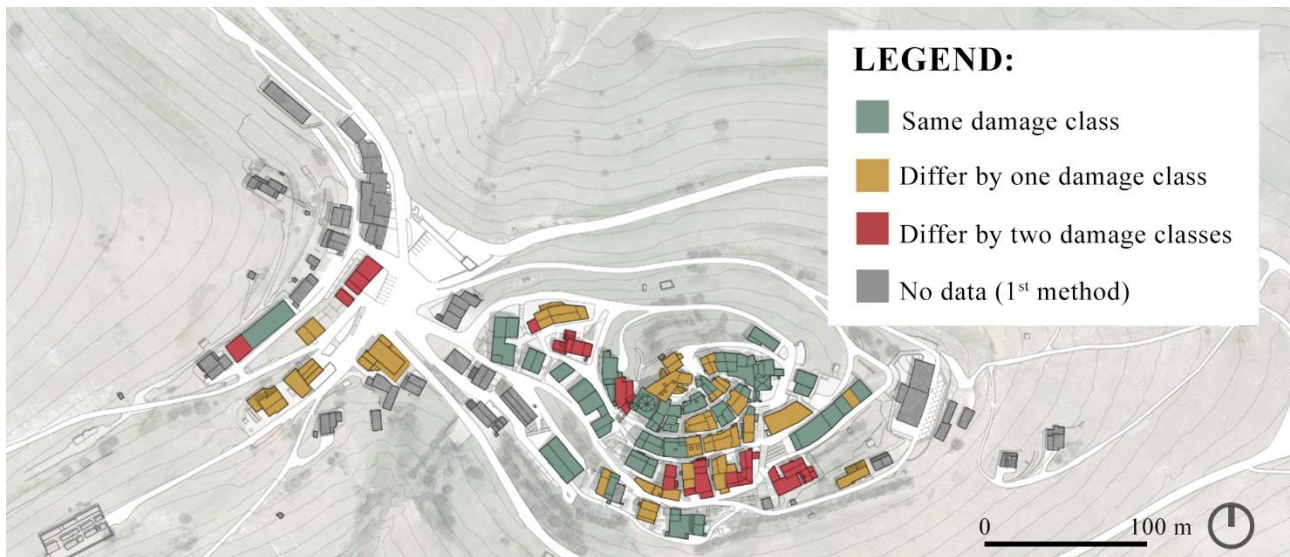 LEGEND:
Same damage class
Differ by one damage class
Differ by two damage classes
No data (1st method)
0 100 m